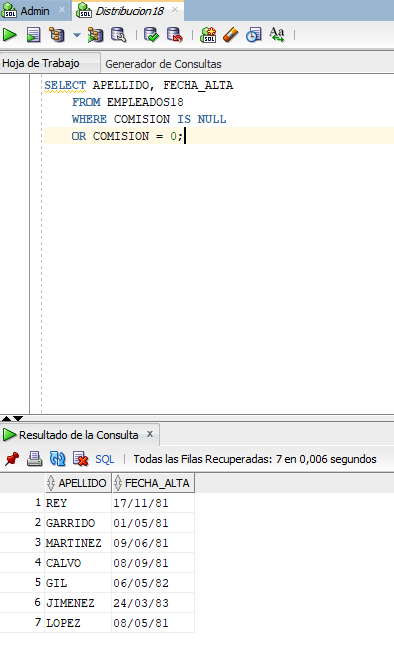 Admin × Distribucion18 ×
Hoja de Trabajo Generador de Consultas
SELECT APELLIDO, FECHA_ALTA
FROM EMPLEADOS18
WHERE COMISION IS NULL
OR COMISION = 0;
Resultado de la Consulta x
SQL | Todas las Filas Recuperadas: 7 en 0,006 segundos
APELLIDO FECHA_ALTA
1 REY 17/11/81
2 GARRIDO 01/05/81
3 MARTINEZ 09/06/81
4 CALVO 08/09/81
5 GIL 06/05/82
6 JIMENEZ 24/03/83
7 LOPEZ 08/05/81